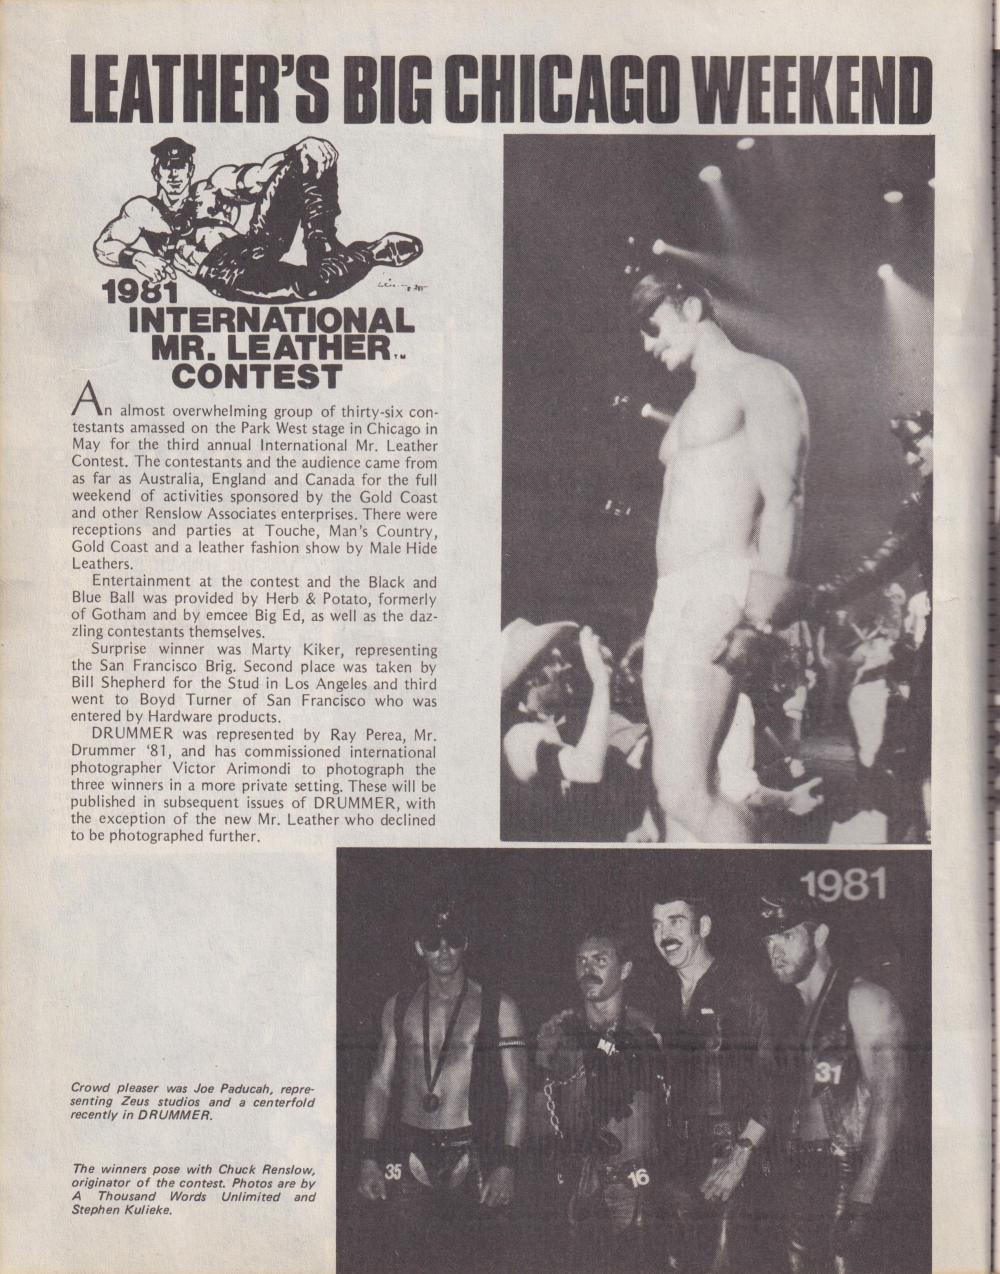 LEATHER'S BIG CHICAGO WEEKEND
1981
INTERNATIONAL
MR. LEATHER™
CONTEST
An almost overwhelming group of thirty-six con-
testants amassed on the Park West stage in Chicago in
May for the third annual International Mr. Leather
Contest. The contestants and the audience came from
as far as Australia, England and Canada for the full
weekend of activities sponsored by the Gold Coast
and other Renslow Associates enterprises. There were
receptions and parties at Touche, Man's Country,
Gold Coast and a leather fashion show by Male Hide
Leathers.
Entertainment at the contest and the Black and
Blue Ball was provided by Herb & Potato, formerly
of Gotham and by emcee Big Ed, as well as the daz-
zling contestants themselves.
Surprise winner was Marty Kiker, representing
the San Francisco Brig. Second place was taken by
Bill Shepherd for the Stud in Los Angeles and third
went to Boyd Turner of San Francisco who was
entered by Hardware products.
DRUMMER was represented by Ray Perea, Mr.
Drummer '81, and has commissioned international
photographer Victor Arimondi to photograph the
three winners in a more private setting. These will be
published in subsequent issues of DRUMMER, with
the exception of the new Mr. Leather who declined
to be photographed further.
Crowd pleaser was Joe Paducah, repre-
senting Zeus studios and a centerfold
recently in DRUMMER.
The winners pose with Chuck Renslow,
originator of the contest. Photos are by
A Thousand Words Unlimited and
Stephen Kulieke.
1981
31
35
16